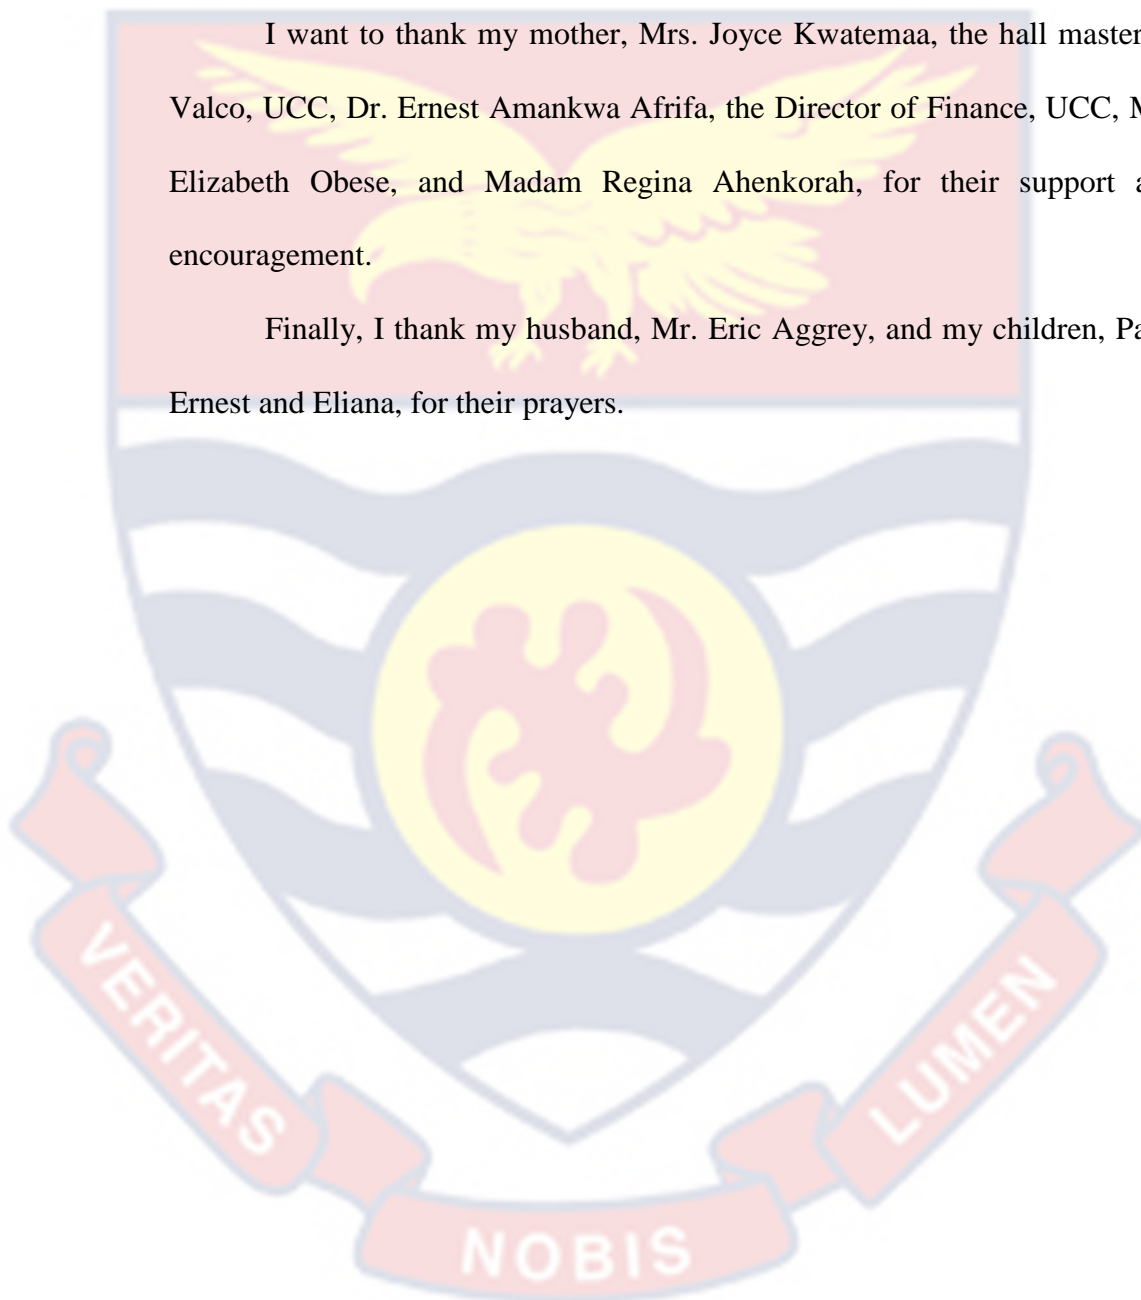 I want to thank my mother, Mrs. Joyce Kwatemaa, the hall master
Valco, UCC, Dr. Ernest Amankwa Afrifa, the Director of Finance, UCC,
Elizabeth Obese, and Madam Regina Ahenkorah, for their support
encouragement.
Finally, I thank my husband, Mr. Eric Aggrey, and my children,
Ernest and Eliana, for their prayers.
VERITAS
NOBIS
LUMEN